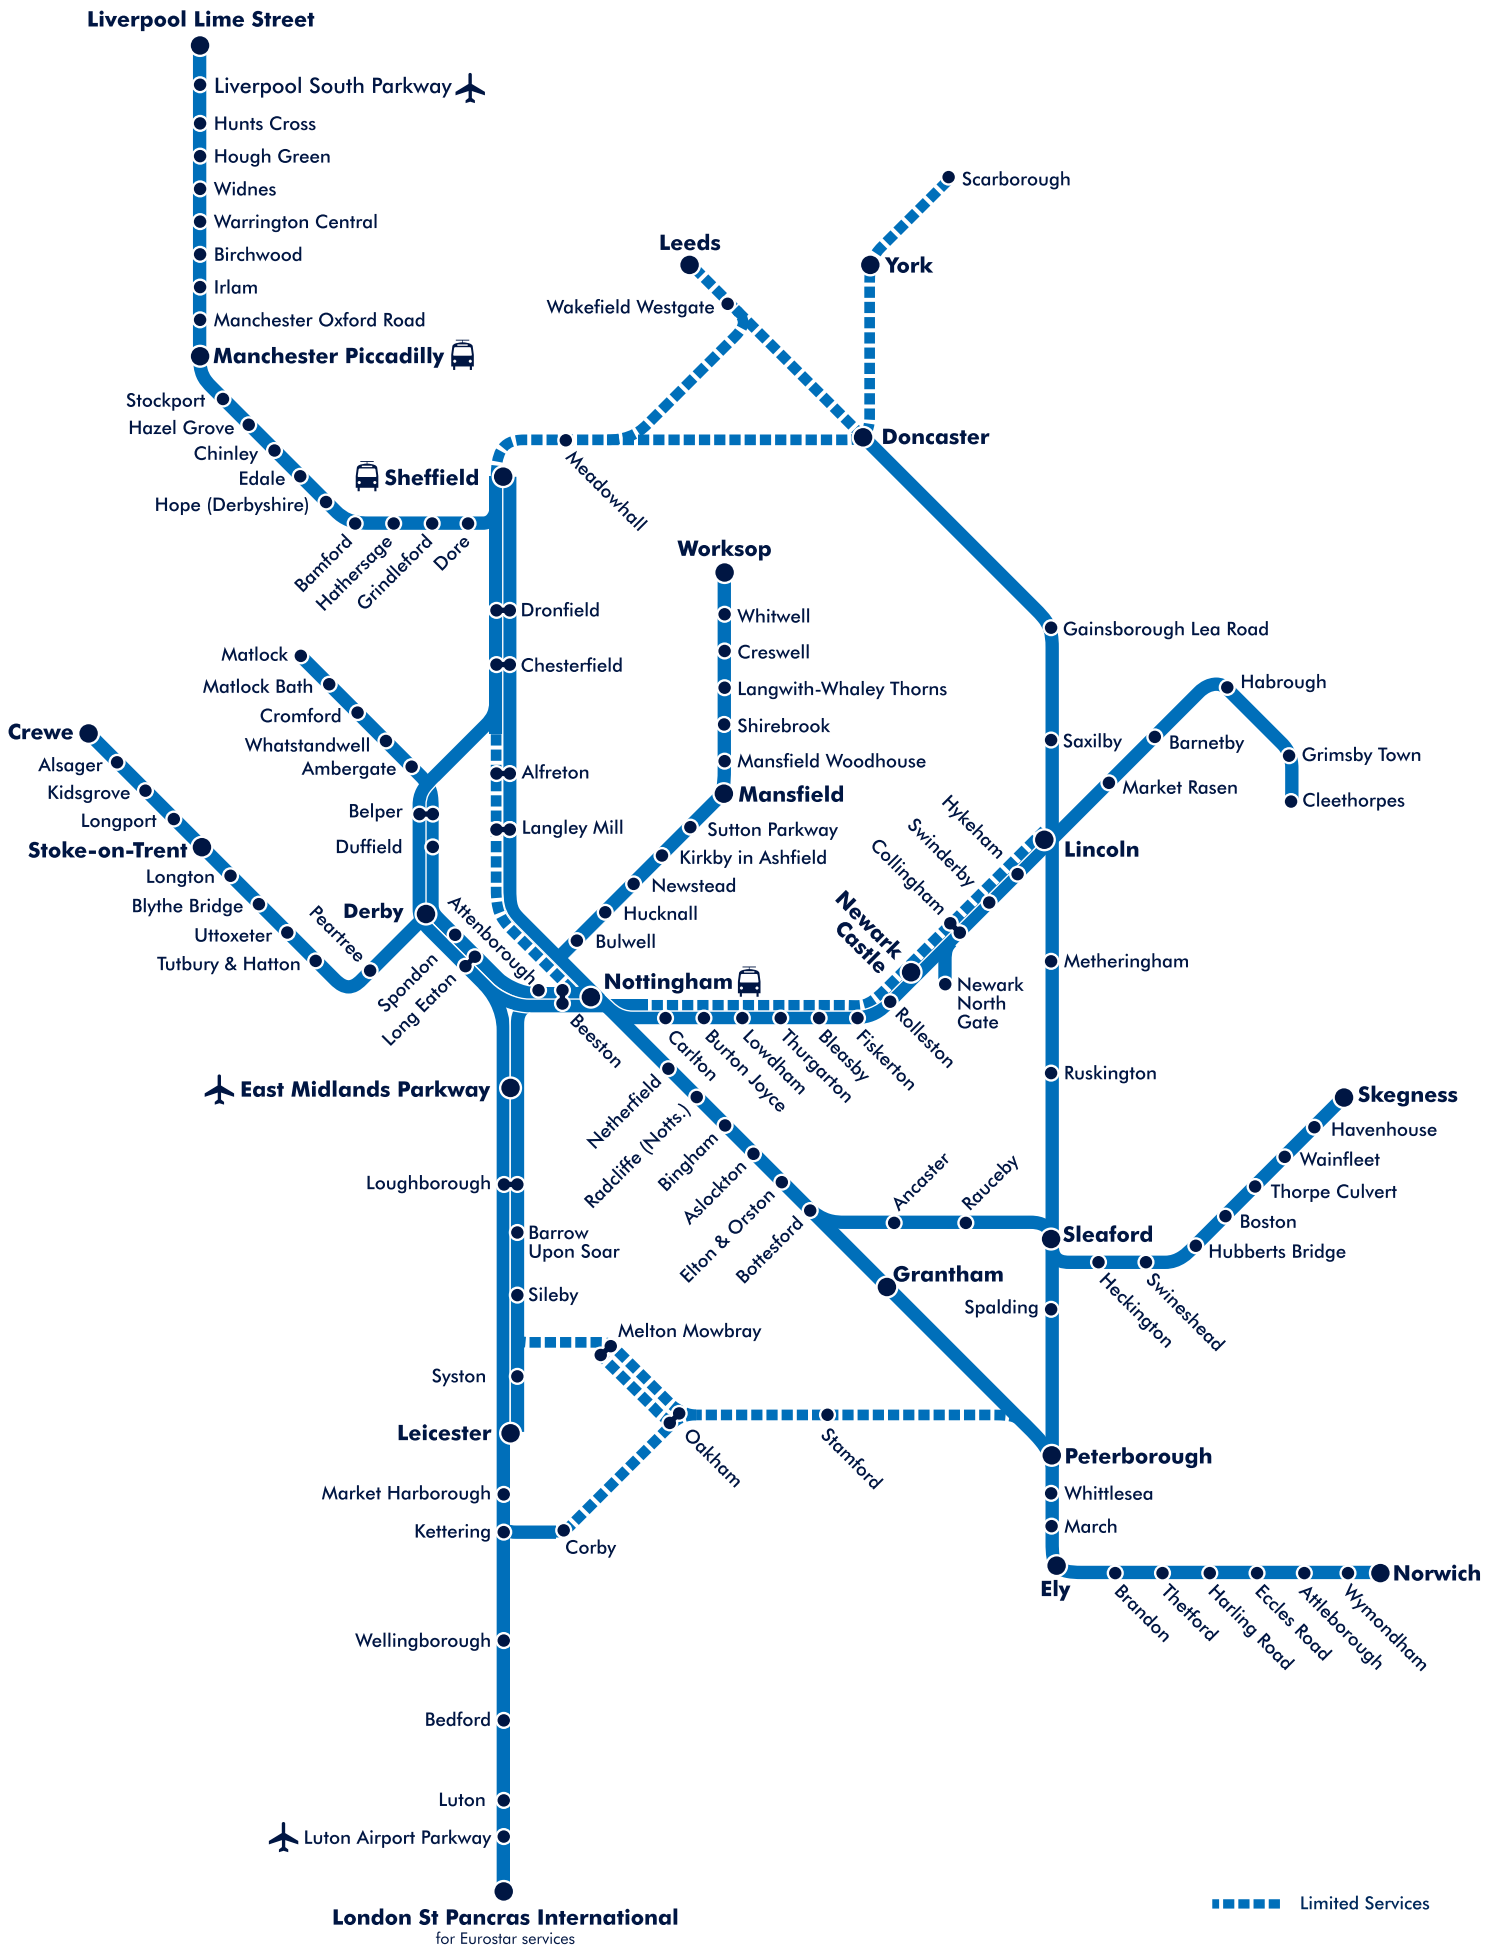 Liverpool Lime Street
Liverpool South Parkway
Hunts Cross
Hough Green
Widnes
Warrington Central
Birchwood
Irlam
Manchester Oxford Road
Manchester Piccadilly
Stockport
Hazel Grove
Chinley
Edale
Hope (Derbyshire)
Bamford
Hathersage
Grindleford
Dore
Sheffield
Meadowhall
Leeds
Wakefield Westgate
Scarborough
York
Doncaster
Dronfield
Chesterfield
Alfreton
Langley Mill
Worksop
Whitwell
Creswell
Langwith-Whaley Thorns
Shirebrook
Mansfield Woodhouse
Mansfield
Sutton Parkway
Kirkby in Ashfield
Newstead
Hucknall
Bulwell
Matlock
Matlock Bath
Cromford
Whatstandwell
Ambergate
Belper
Duffield
Derby
Crewe
Alsager
Kidsgrove
Longport
Stoke-on-Trent
Longton
Blythe Bridge
Uttoxeter
Tutbury & Hatton
Peartree
Spondon
Long Eaton
Attenborough
Beeston
Nottingham
Carlton
Burton Joyce
Lowdham
Thurgarton
Bleasby
Fiskerton
Rolleston
Newark
Castle
Newark
North
Gate
Collingham
Swinderby
Hykeham
Lincoln
Gainsborough Lea Road
Saxilby
Market Rasen
Barnetby
Habrough
Grimsby Town
Cleethorpes
Metheringham
Ruskington
Sleaford
Netherfield
Radcliffe (Notts.)
Bingham
Aslockton
Elton & Orston
Bottesford
Ancaster
Rauceby
Grantham
Skegness
Havenhouse
Wainfleet
Thorpe Culvert
Boston
Hubberts Bridge
Swineshead
Heckington
Spalding
Peterborough
Whittlesea
March
Ely
Brandon
Thetford
Harling Road
Eccles Road
Attleborough
Wymondham
Norwich
East Midlands Parkway
Loughborough
Barrow
Upon Soar
Sileby
Syston
Leicester
Melton Mowbray
Oakham
Stamford
Market Harborough
Kettering
Corby
Wellingborough
Bedford
Luton
Luton Airport Parkway
London St Pancras International
for Eurostar services
Limited Services